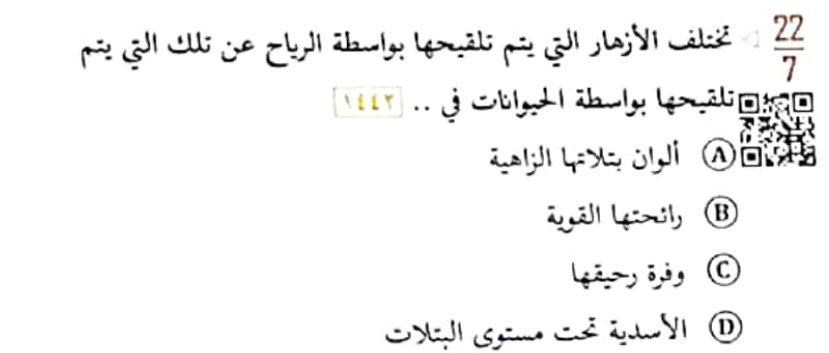 22/7 تختلف الأزهار التي يتم تلقيحها بواسطة الرياح عن تلك التي يتم
تلقيحها بواسطة الحيوانات في .. ١٤٤٢
A ألوان بتلاتها الزاهية
B رائحتها القوية
C وفرة رحيقها
D الأسدية تحت مستوى البتلات